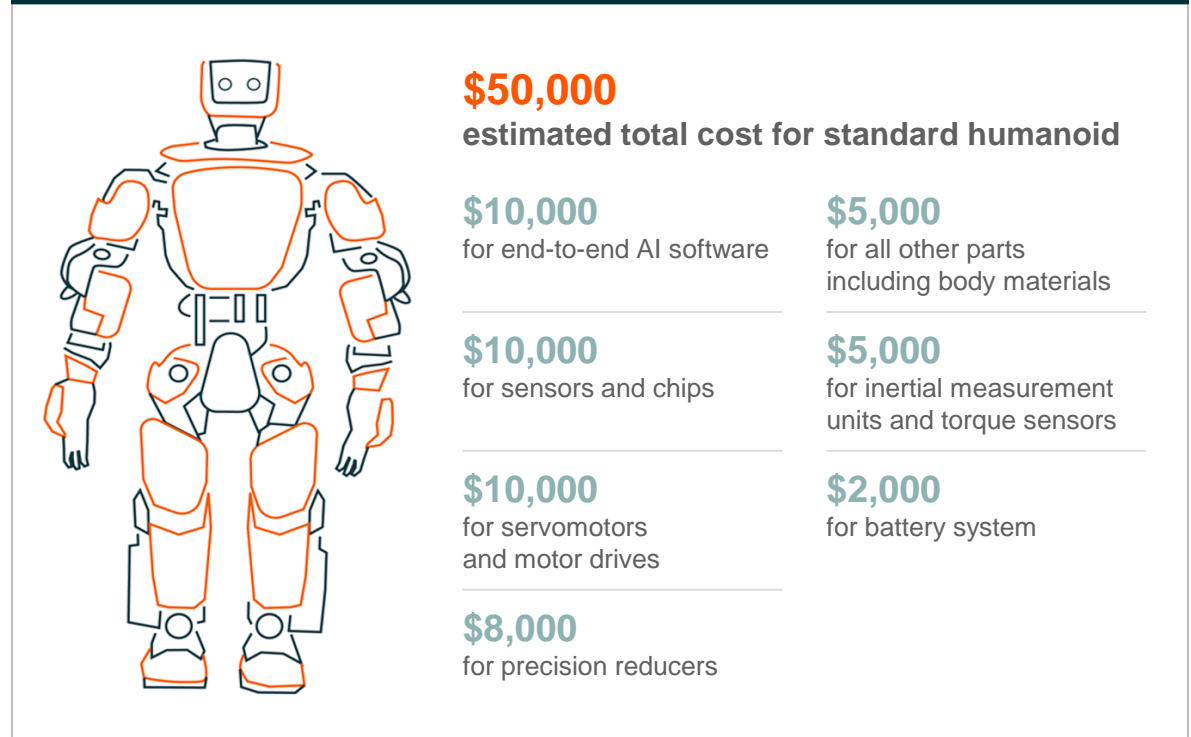 $50,000
estimated total cost for standard humanoid
$10,000
for end-to-end AI software
$10,000
for sensors and chips
$10,000
for servomotors
and motor drives
$8,000
for precision reducers
$5,000
for all other parts
including body materials
$5,000
for inertial measurement
units and torque sensors
$2,000
for battery system